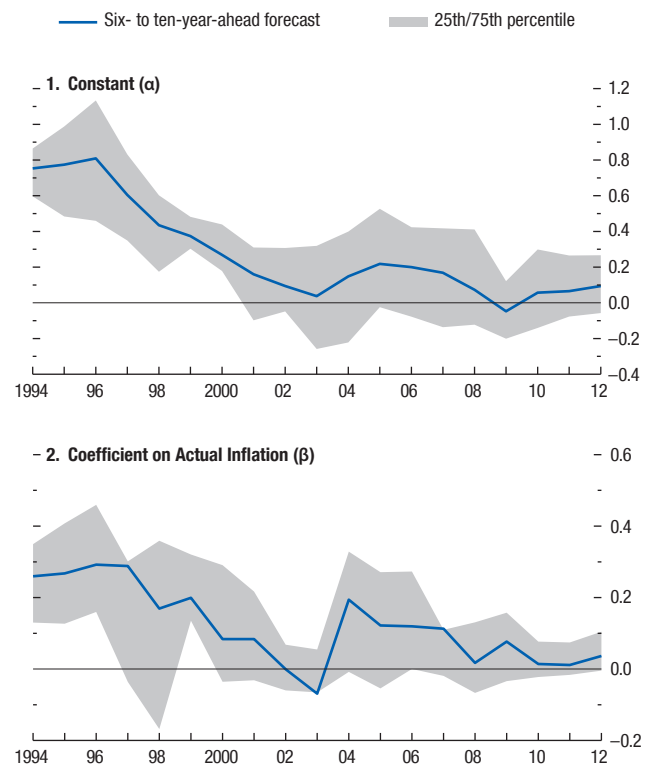 Six- to ten-year-ahead forecast 25th/75th percentile
1. Constant (α)
1.2
1.0
0.8
0.6
0.4
0.2
0.0
–0.2
–0.4
1994 96 98 2000 02 04 06 08 10 12
2. Coefficient on Actual Inflation (β)
0.6
0.4
0.2
0.0
–0.2
1994 96 98 2000 02 04 06 08 10 12